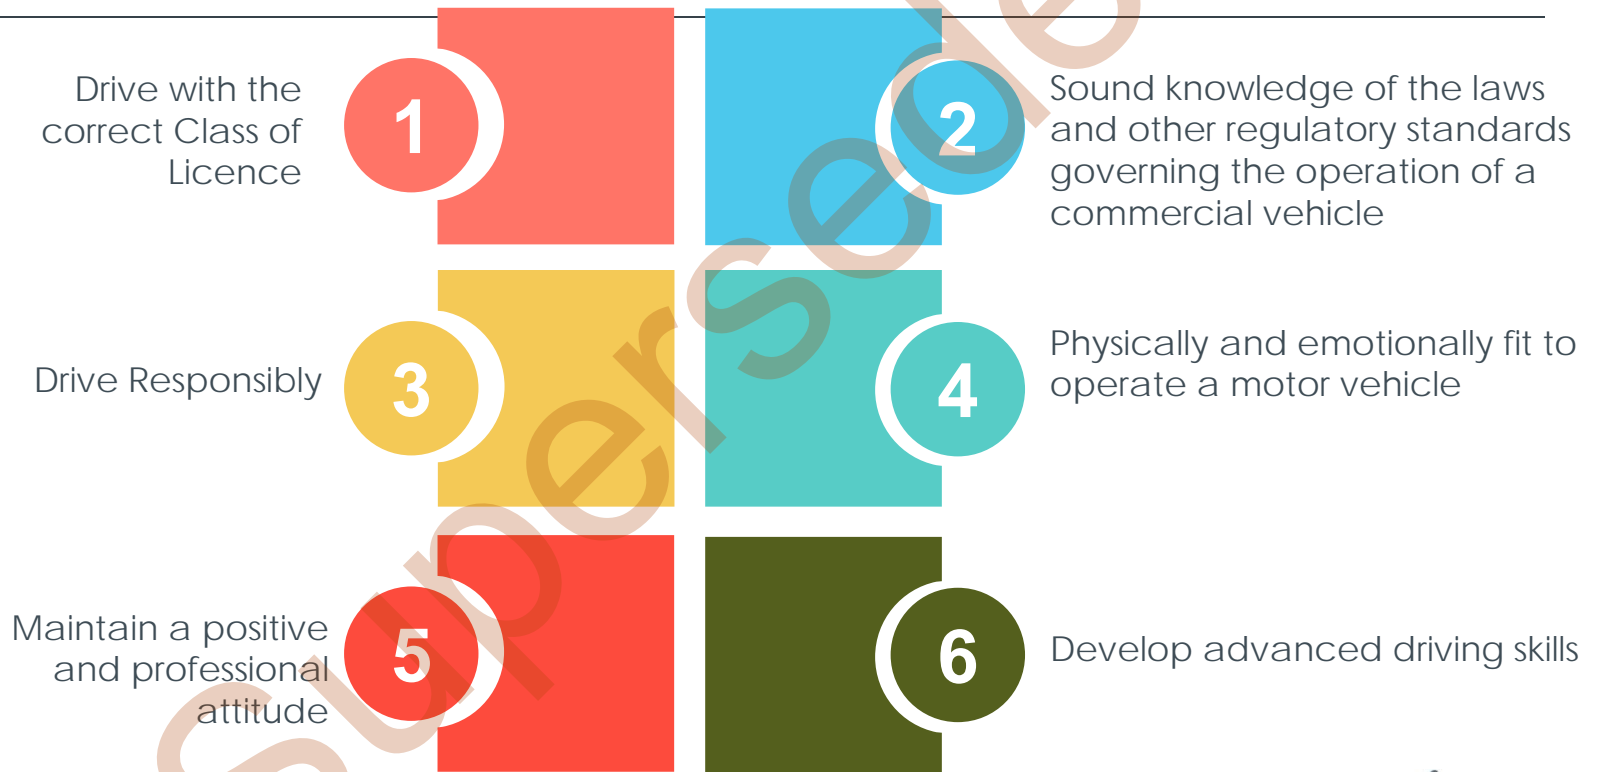 Drive with the
correct Class of
Licence
1
2
Sound knowledge of the laws
and other regulatory standards
governing the operation of a
commercial vehicle
Drive Responsibly
3
4
Physically and emotionally fit to
operate a motor vehicle
Maintain a positive
and professional
attitude
5
6
Develop advanced driving skills
Superseded